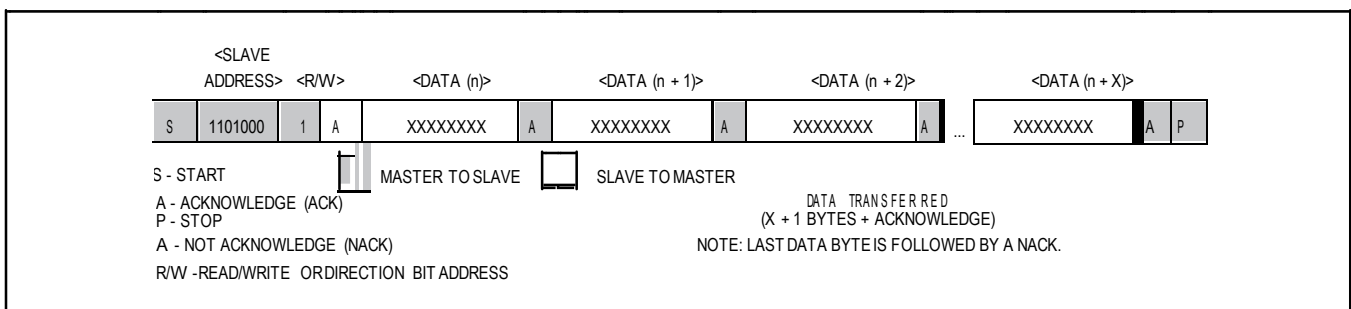 <SLAVE
ADDRESS> <R/W> <DATA (n)> <DATA (n + 1)> <DATA (n + 2)> <DATA (n + X)>
S 1101000 1 A XXXXXXXX A XXXXXXXX A XXXXXXXX A ... XXXXXXXX A P
S - START MASTER TO SLAVE SLAVE TO MASTER
A - ACKNOWLEDGE (ACK) DATA TRANSFERRED
P - STOP (X + 1 BYTES + ACKNOWLEDGE)
A - NOT ACKNOWLEDGE (NACK) NOTE: LAST DATA BYTE IS FOLLOWED BY A NACK.
R/W -READ/WRITE ORDIRECTION BIT ADDRESS